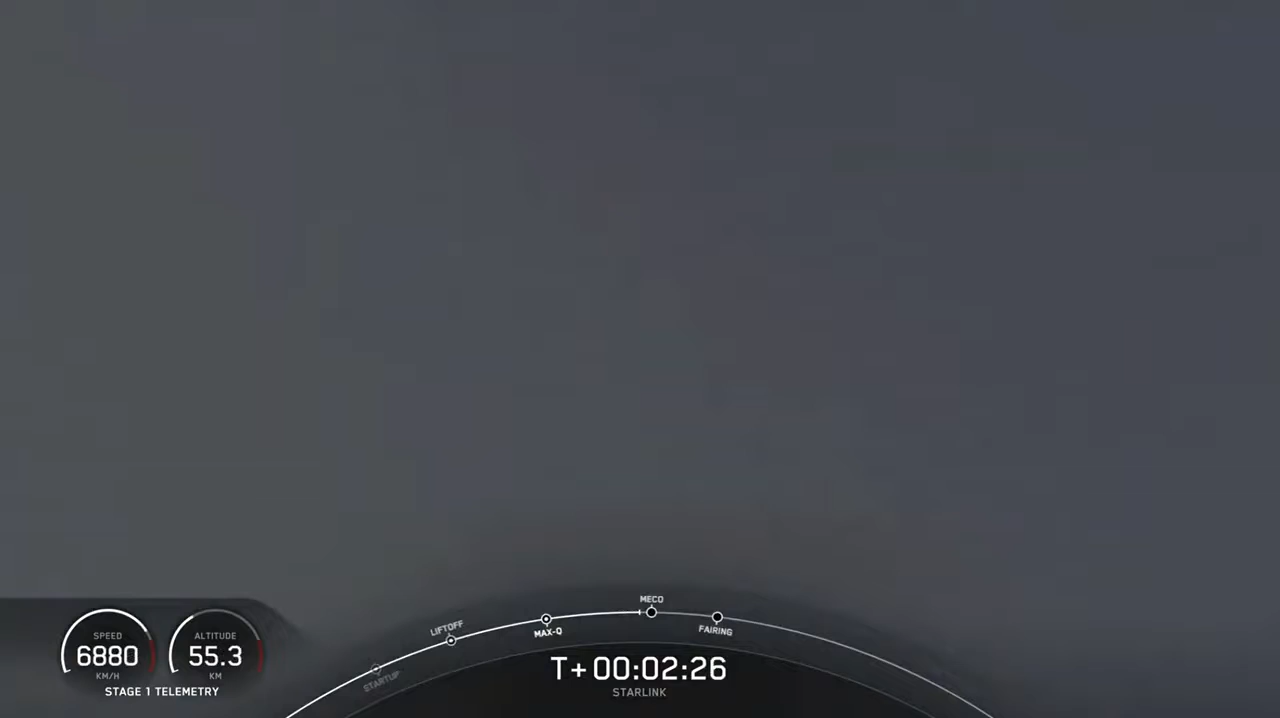 MECO
LIFTOFF
MAX-Q
FAIRING
STARTUP
SPEED
6880
KM/H
ALTITUDE
55.3
KM
STAGE 1 TELEMETRY
T+00:02:26
STARLINK